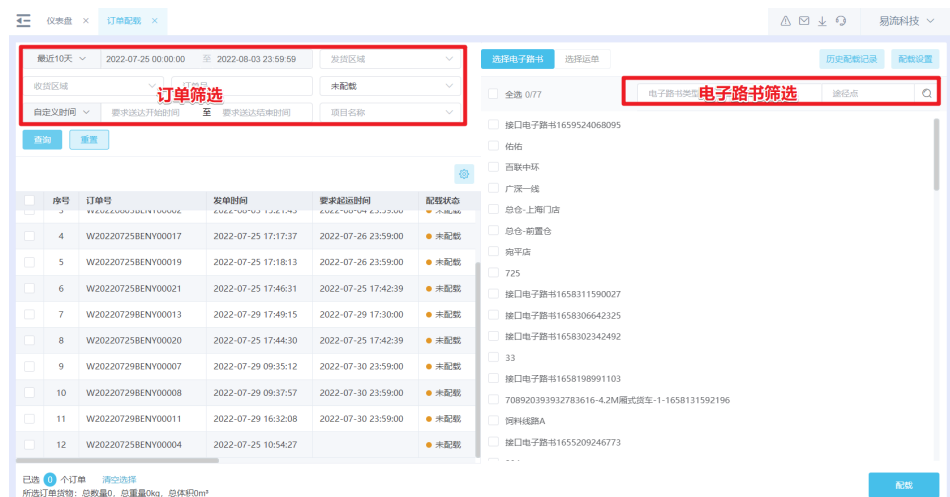 仪表盘 × 订单配载 × 易流科技
最近10天 2022-07-25 00:00:00 至 2022-08-03 23:59:59 发货区域
收货区域 订单号 未配载
订单筛选
自定义时间 要求送达开始时间 至 要求送达结束时间 项目名称
查询 重置
序号 订单号 发单时间 要求起运时间 配载状态
4 W20220725BENY00017 2022-07-25 17:17:37 2022-07-26 23:59:00 未配载
5 W20220725BENY00019 2022-07-25 17:18:13 2022-07-26 23:59:00 未配载
6 W20220725BENY00021 2022-07-25 17:46:31 2022-07-25 17:42:39 未配载
7 W20220729BENY00013 2022-07-29 17:49:15 2022-07-29 17:30:00 未配载
8 W20220725BENY00020 2022-07-25 17:44:30 2022-07-25 17:42:39 未配载
9 W20220729BENY00007 2022-07-29 09:35:12 2022-07-30 23:59:00 未配载
10 W20220729BENY00008 2022-07-29 09:37:57 2022-07-30 23:59:00 未配载
11 W20220729BENY00011 2022-07-29 16:32:08 2022-07-30 23:59:00 未配载
12 W20220725BENY00004 2022-07-25 10:54:27 未配载
已选 0 个订单 清空选择
所选订单货物：总数量0，总重量0kg，总体积0m³
选择电子路书 选择运单 历史配载记录 配载设置
全选 0/77 电子路书类型 途经点
电子路书筛选
接口电子路书1659524068095
佑佑
百联中环
广深一线
总仓-上海门店
总仓-前置仓
宛平店
725
接口电子路书1658311590027
接口电子路书1658306642325
接口电子路书1658302342492
33
接口电子路书1658198991103
708920393932783616-4.2M厢式货车-1-1658131592196
饲料线路A
接口电子路书1655209246773
配载